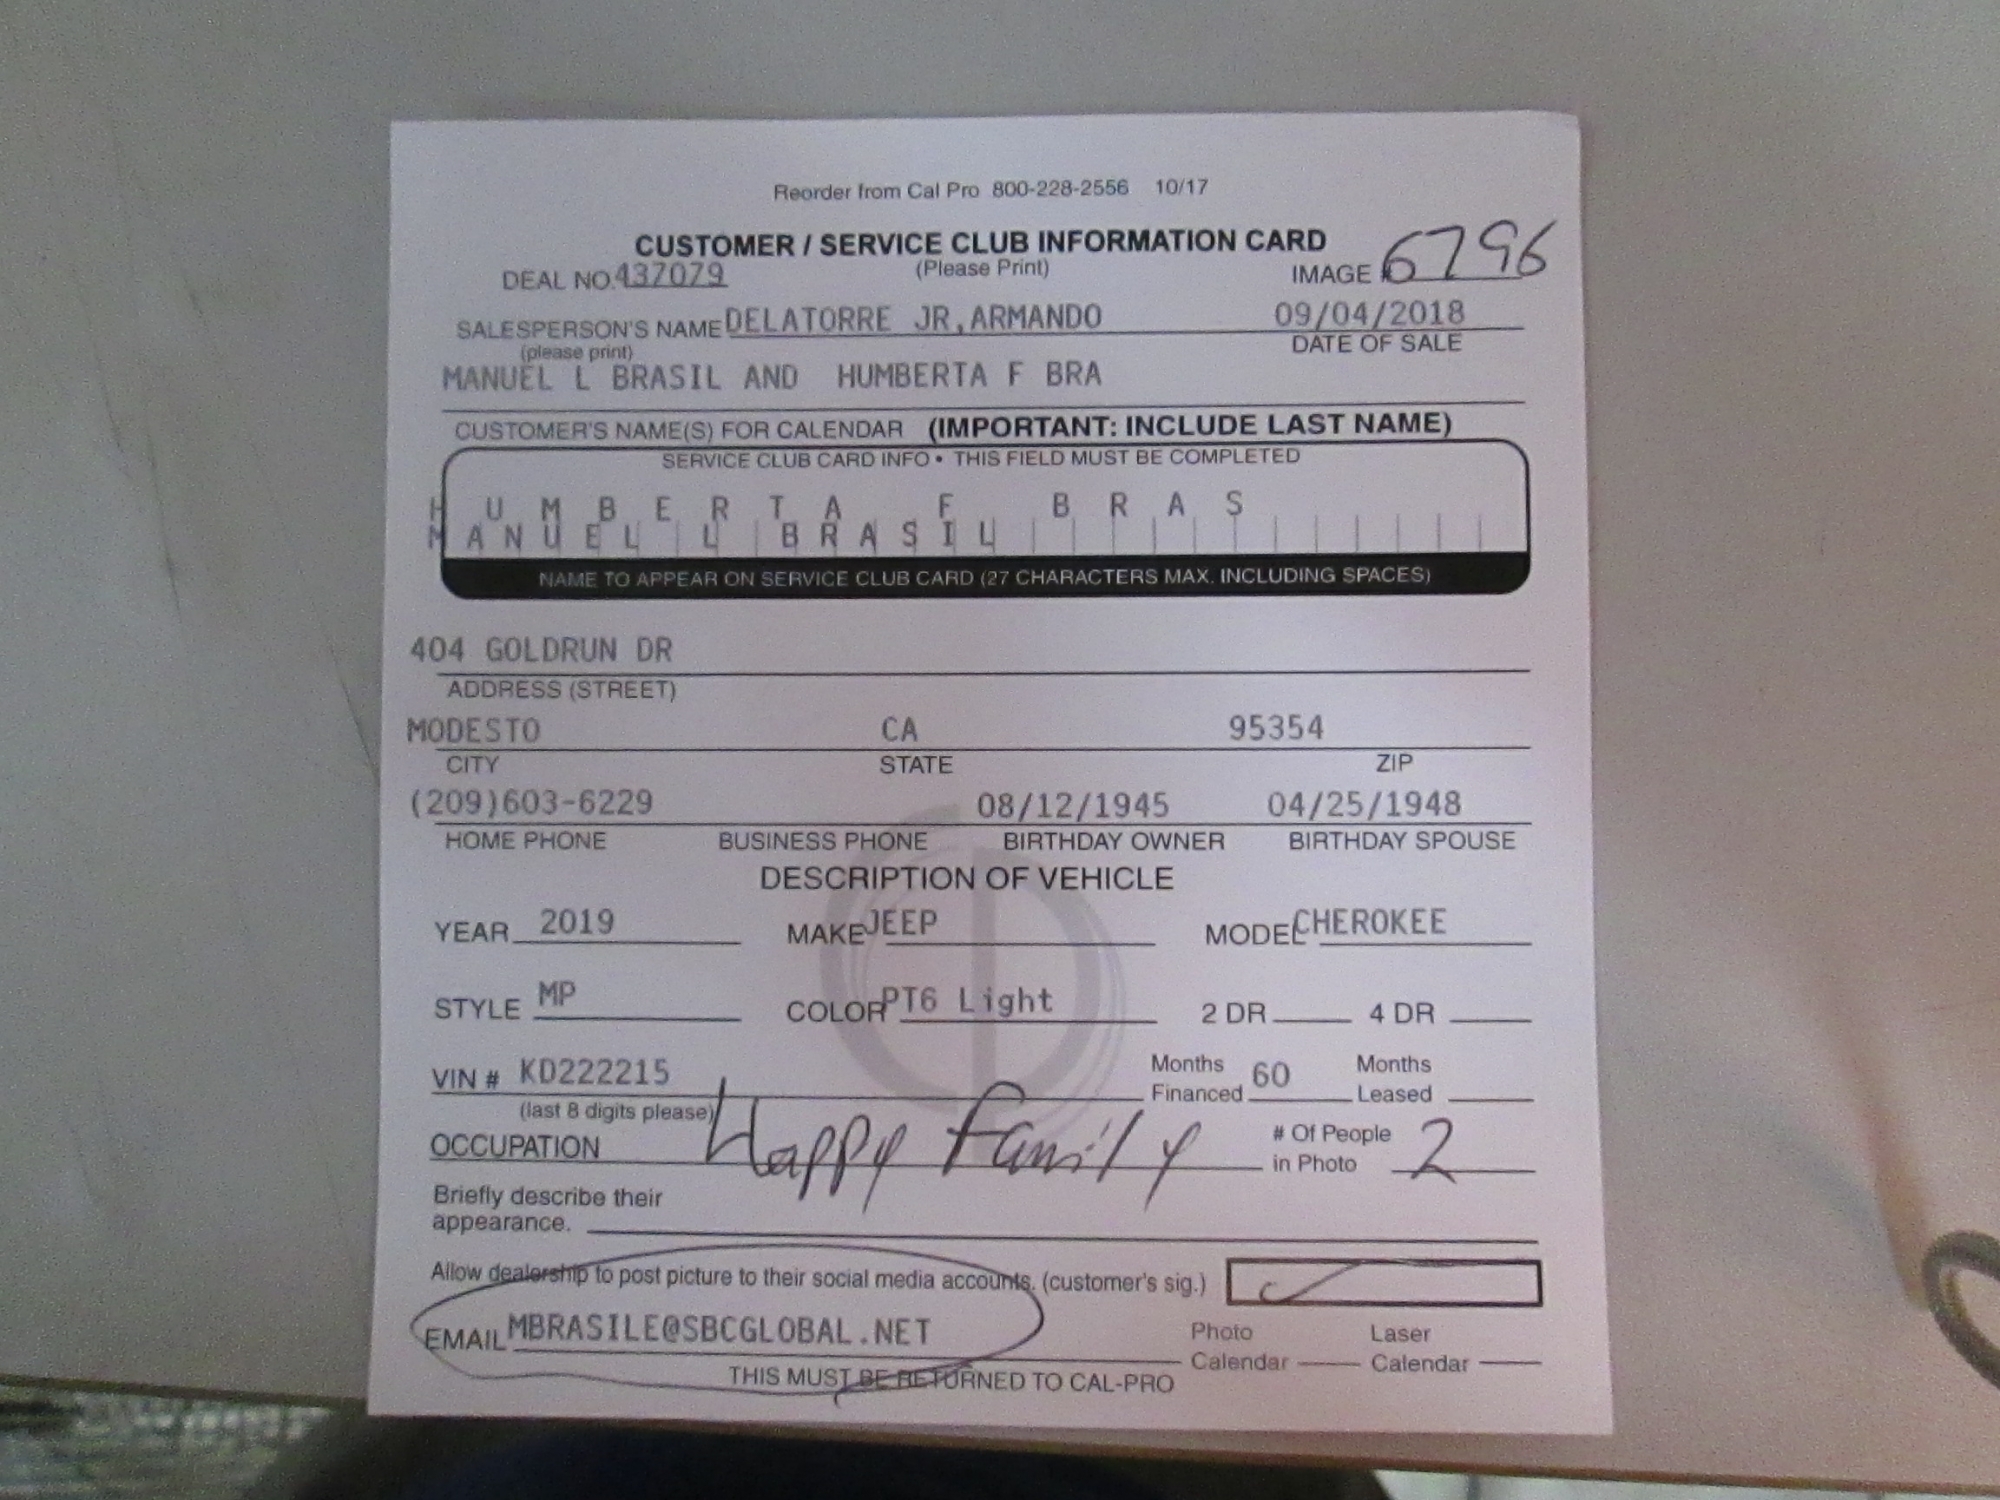 Reorder from Cal Pro 800-228-2556 10/17
CUSTOMER / SERVICE CLUB INFORMATION CARD
(Please Print)
DEAL NO. 437079 IMAGE 6796
SALESPERSON'S NAME DELATORRE JR,ARMANDO 09/04/2018
(please print) DATE OF SALE
MANUEL L BRASIL AND HUMBERTA F BRA
CUSTOMER'S NAME(S) FOR CALENDAR (IMPORTANT: INCLUDE LAST NAME)
SERVICE CLUB CARD INFO • THIS FIELD MUST BE COMPLETED
HUMBERTA F BRAS
MANUEL L BRASIL
NAME TO APPEAR ON SERVICE CLUB CARD (27 CHARACTERS MAX. INCLUDING SPACES)
404 GOLDRUN DR
ADDRESS (STREET)
MODESTO CA 95354
CITY STATE ZIP
(209)603-6229 08/12/1945 04/25/1948
HOME PHONE BUSINESS PHONE BIRTHDAY OWNER BIRTHDAY SPOUSE
DESCRIPTION OF VEHICLE
YEAR 2019 MAKE JEEP MODEL CHEROKEE
STYLE MP COLOR PT6 Light 2 DR 4 DR
VIN # KD222215 Months Financed 60 Months Leased
(last 8 digits please)
OCCUPATION Happy Family # Of People in Photo 2
Briefly describe their
appearance.
Allow dealership to post picture to their social media accounts. (customer's sig.)
EMAIL MBRASILE@SBCGLOBAL.NET Photo Calendar Laser Calendar
THIS MUST BE RETURNED TO CAL-PRO